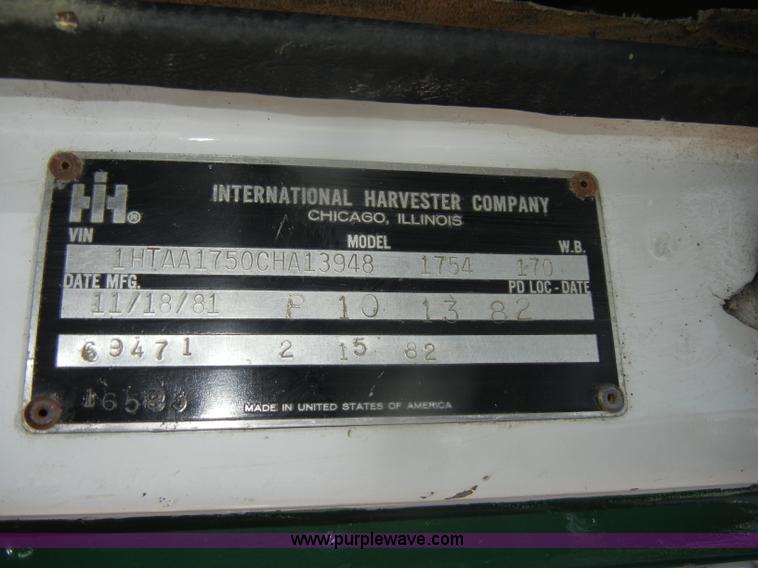 IH®
INTERNATIONAL HARVESTER COMPANY
CHICAGO, ILLINOIS
VIN MODEL W.B.
1HTAA1750CHA13948 1754 170
DATE MFG. PD LOC - DATE
11/18/81 P 10 13 82
69471 2 15 82
MADE IN UNITED STATES OF AMERICA
www.purplewave.com